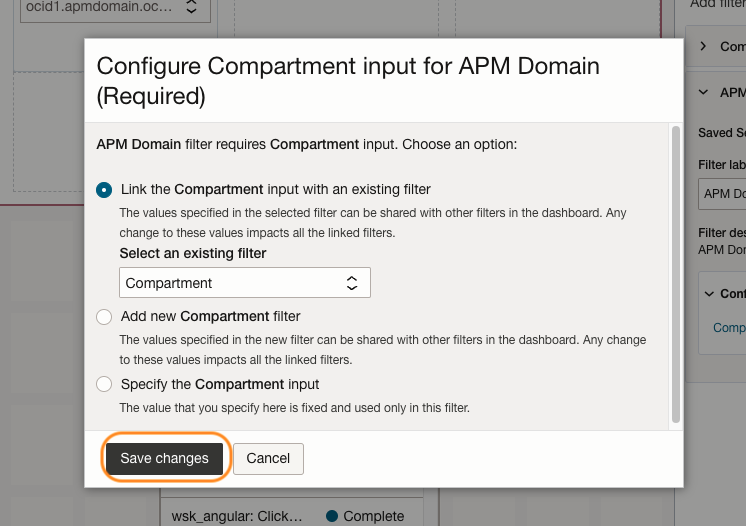 ocid1.apmdomain.oc...
Add filter
Configure Compartment input for APM Domain
(Required)
Com
APM Domain filter requires Compartment input. Choose an option:
APM
Saved Se
Link the Compartment input with an existing filter
Filter lab
The values specified in the selected filter can be shared with other filters in the dashboard. Any
change to these values impacts all the linked filters.
APM Do
Select an existing filter
Filter des
APM Dom
Compartment
Conf
Add new Compartment filter
Comp
The values specified in the new filter can be shared with other filters in the dashboard. Any change
to these values impacts all the linked filters.
Specify the Compartment input
The value that you specify here is fixed and used only in this filter.
Save changes
Cancel
wsk_angular: Click...
Complete